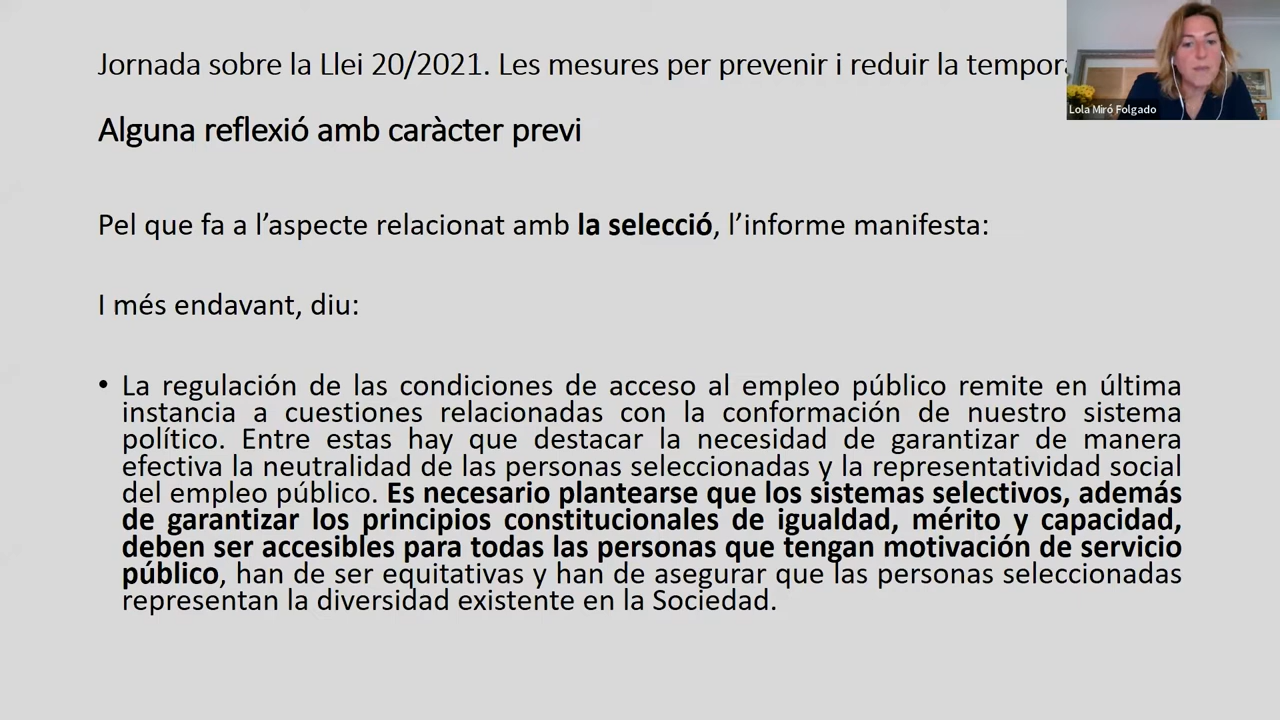 Jornada sobre la Llei 20/2021. Les mesures per prevenir i reduir la
Lola Miró Folgado
Alguna reflexió amb caràcter previ
Pel que fa a l’aspecte relacionat amb la selecció, l’informe manifesta:
I més endavant, diu:
• La regulación de las condiciones de acceso al empleo público remite en última
instancia a cuestiones relacionadas con la conformación de nuestro sistema
político. Entre estas hay que destacar la necesidad de garantizar de manera
efectiva la neutralidad de las personas seleccionadas y la representatividad social
del empleo público. Es necesario plantearse que los sistemas selectivos, además
de garantizar los principios constitucionales de igualdad, mérito y capacidad,
deben ser accesibles para todas las personas que tengan motivación de servicio
público, han de ser equitativas y han de asegurar que las personas seleccionadas
representan la diversidad existente en la Sociedad.